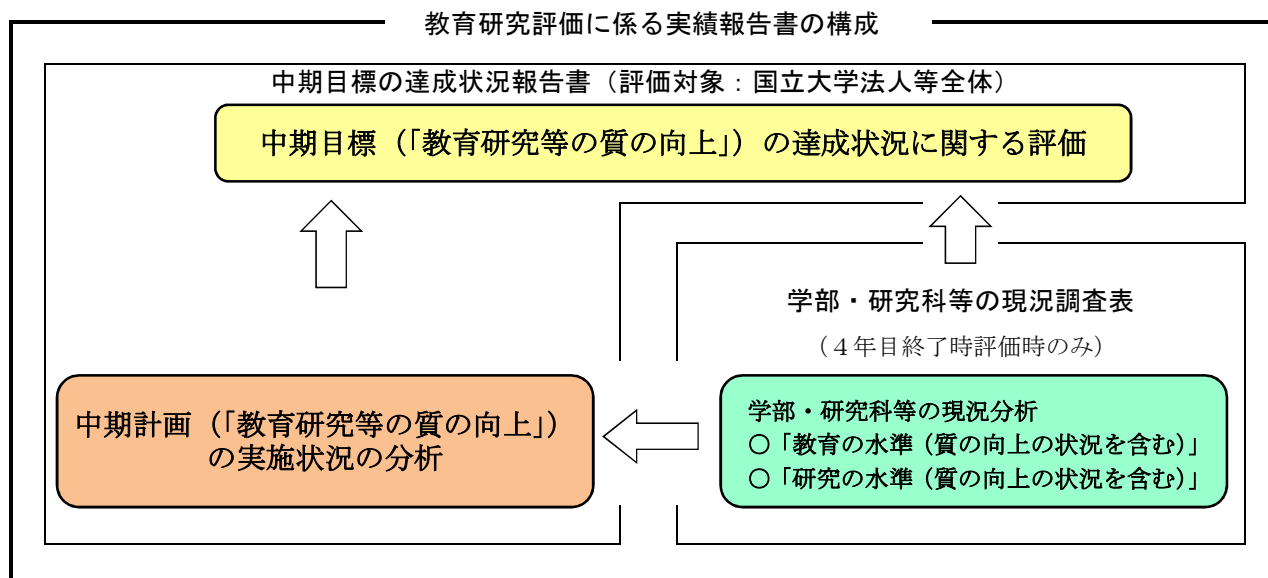 教育研究評価に係る実績報告書の構成
中期目標の達成状況報告書（評価対象：国立大学法人等全体）
中期目標（「教育研究等の質の向上」）の達成状況に関する評価
学部・研究科等の現況調査表
（４年目終了時評価時のみ）
中期計画（「教育研究等の質の向上」）
の実施状況の分析
学部・研究科等の現況分析
○「教育の水準（質の向上の状況を含む）」
○「研究の水準（質の向上の状況を含む）」